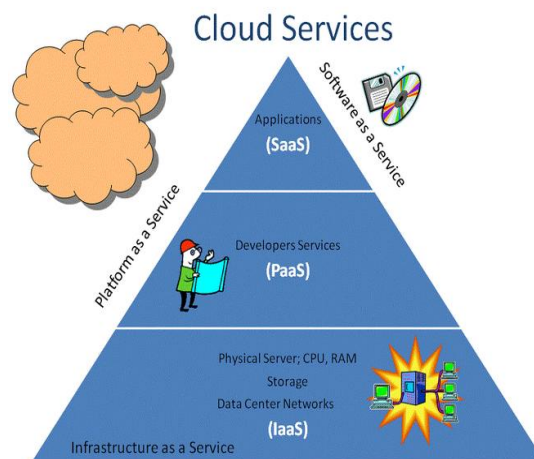 Cloud Services
Software as a Service
Applications
(SaaS)
Platform as a Service
Developers Services
(PaaS)
Physical Server; CPU, RAM
Storage
Data Center Networks
(IaaS)
Infrastructure as a Service